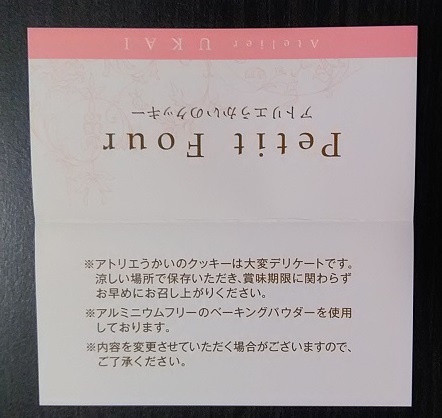 Atelier UKAI
アトリエうかいのクッキー
Petit Four
※アトリエうかいのクッキーは大変デリケートです。
涼しい場所で保存いただき、賞味期限に関わらず
お早めにお召し上がりください。
※アルミニウムフリーのベーキングパウダーを使用
しております。
※内容を変更させていただく場合がございますので、
ご了承ください。